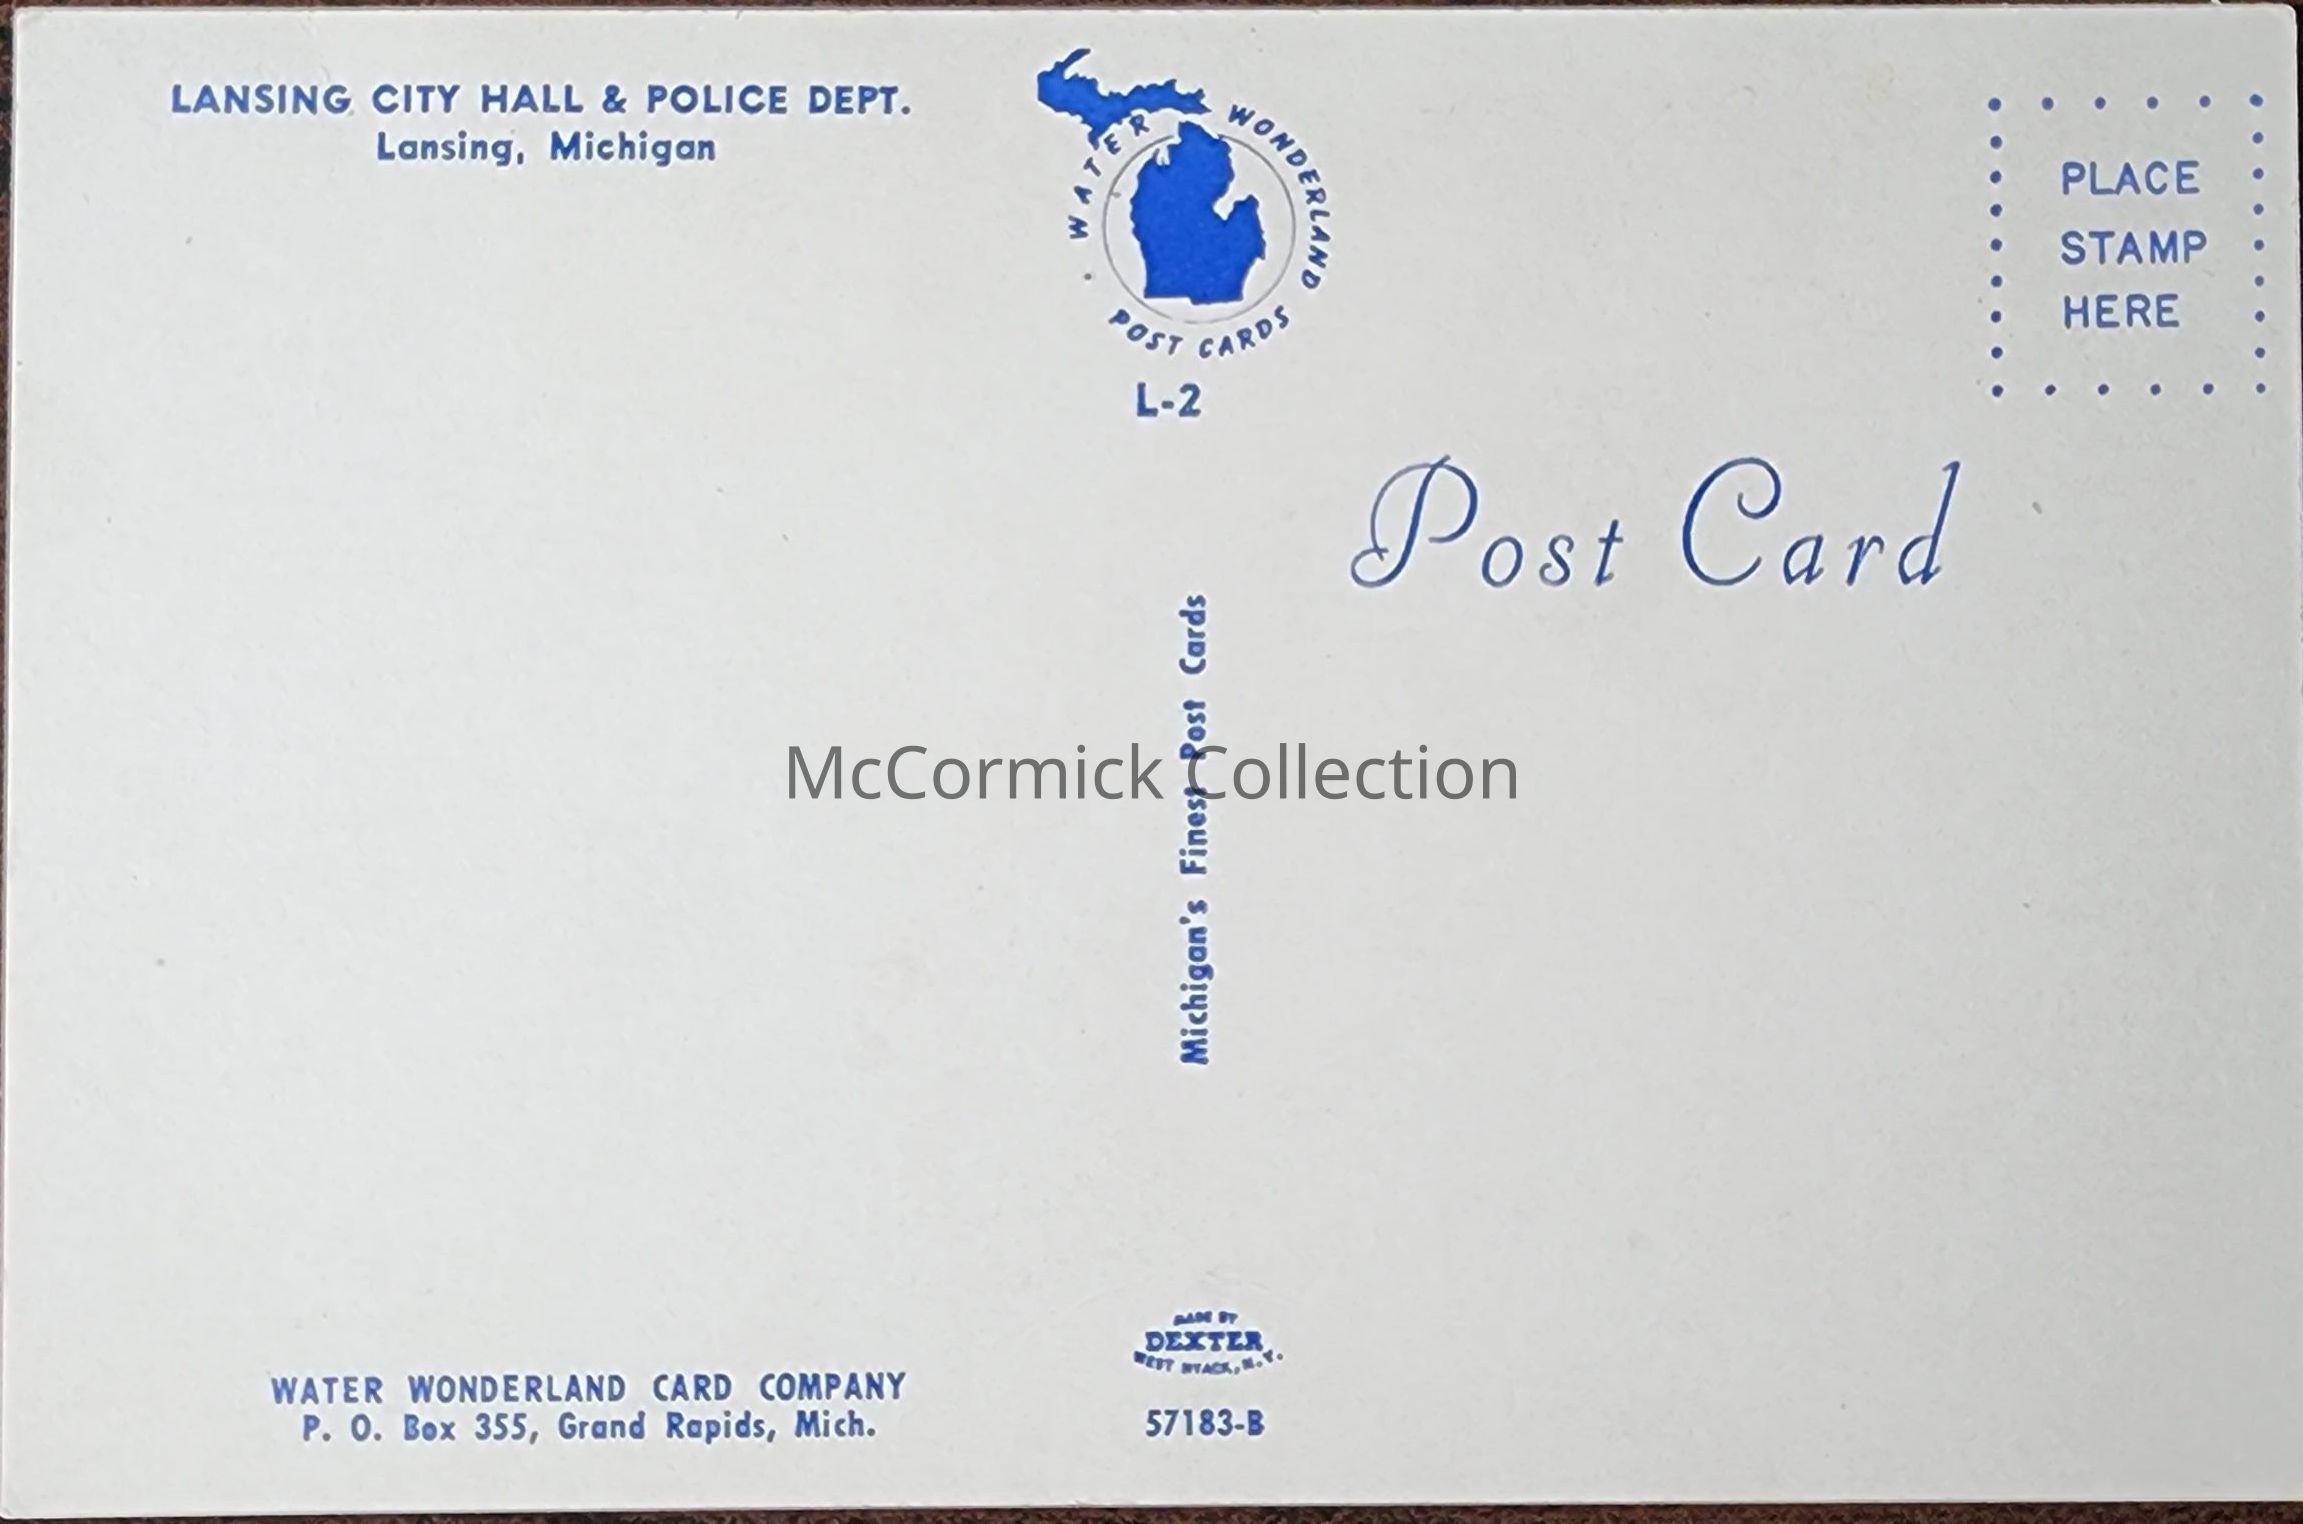 LANSING CITY HALL & POLICE DEPT.
Lansing, Michigan
WATER WONDERLAND
POST CARDS
L-2
PLACE
STAMP
HERE
Post Card
Michigan's Finest Post Cards
McCormick Collection
WATER WONDERLAND CARD COMPANY
P. O. Box 355, Grand Rapids, Mich.
MADE BY
DEXTER
WEST NYACK, N.Y.
57183-B